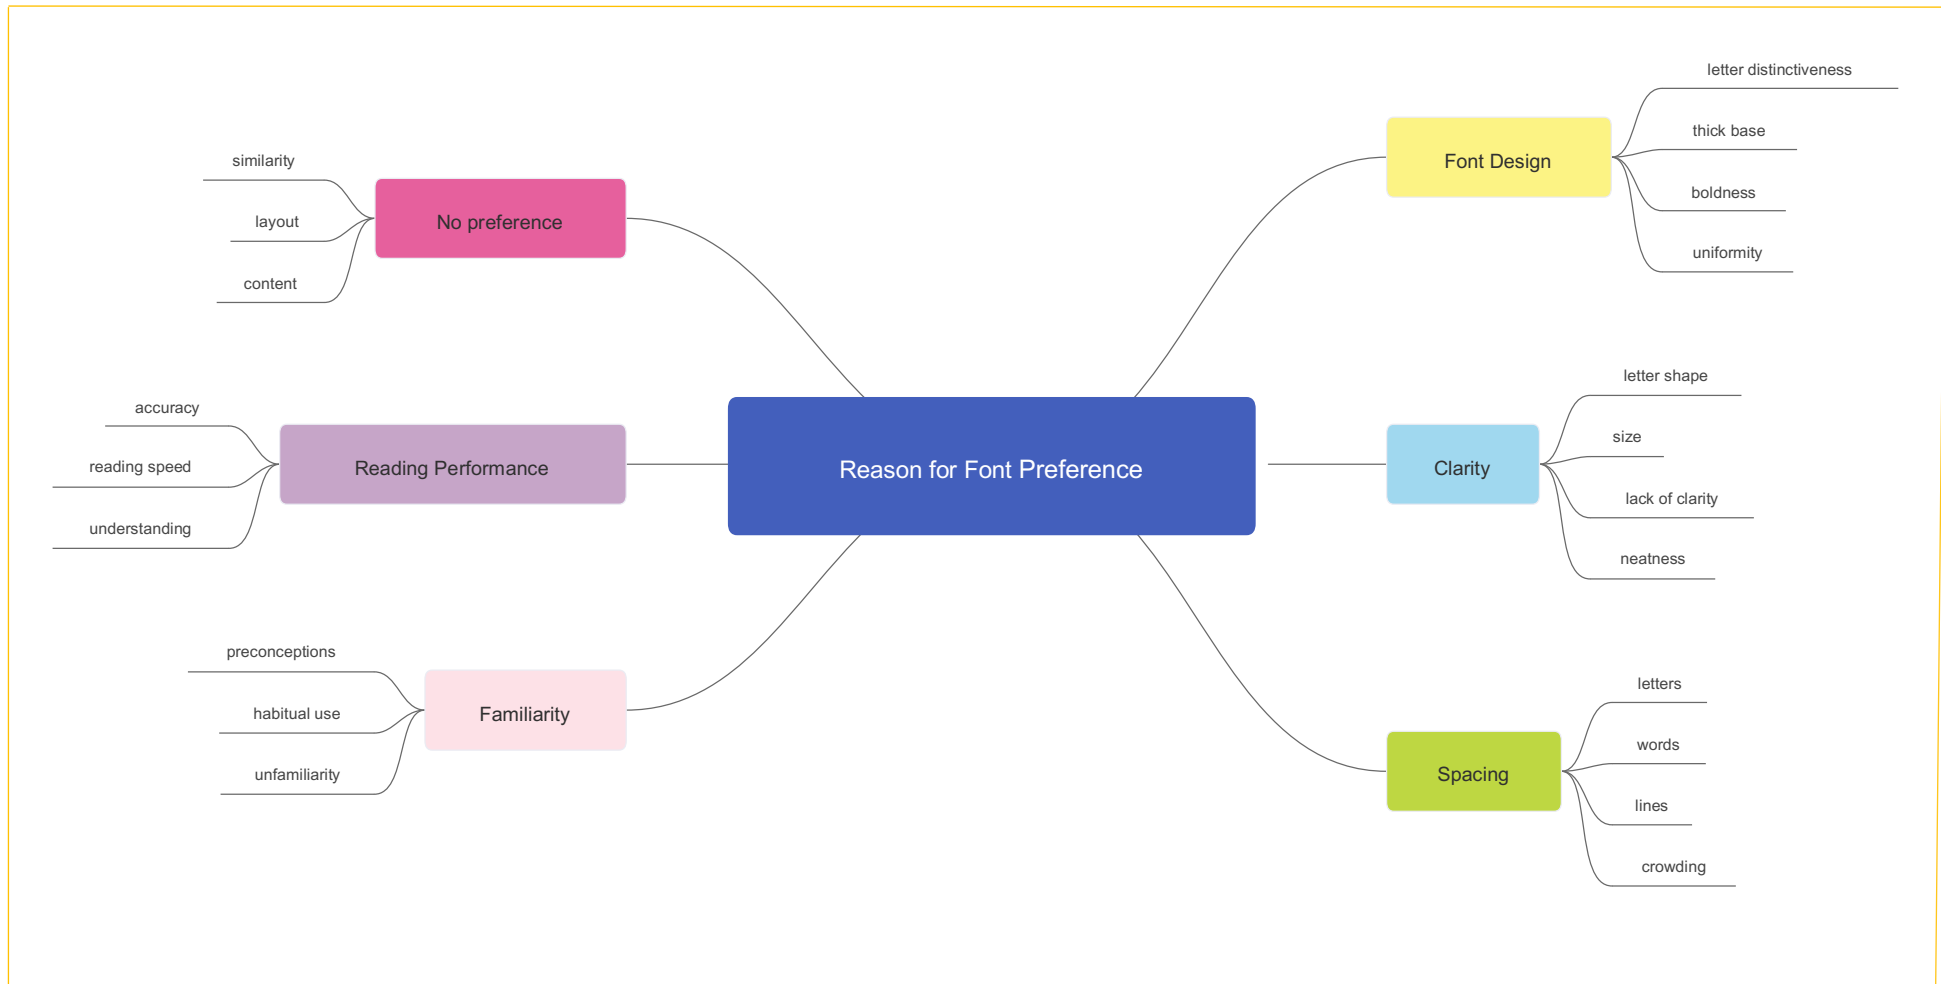 Reason for Font Preference
No preference
similarity
layout
content
Reading Performance
accuracy
reading speed
understanding
Familiarity
preconceptions
habitual use
unfamiliarity
Font Design
letter distinctiveness
thick base
boldness
uniformity
Clarity
letter shape
size
lack of clarity
neatness
Spacing
letters
words
lines
crowding